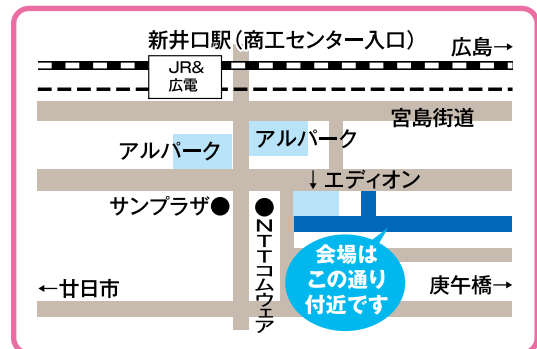 新井口駅（商工センター入口）
広島→
JR&
広電
宮島街道
アルパーク
アルパーク
↓エディオン
サンプラザ
NTTコムウェア
会場は
この通り
付近です
←廿日市
庚午橋→